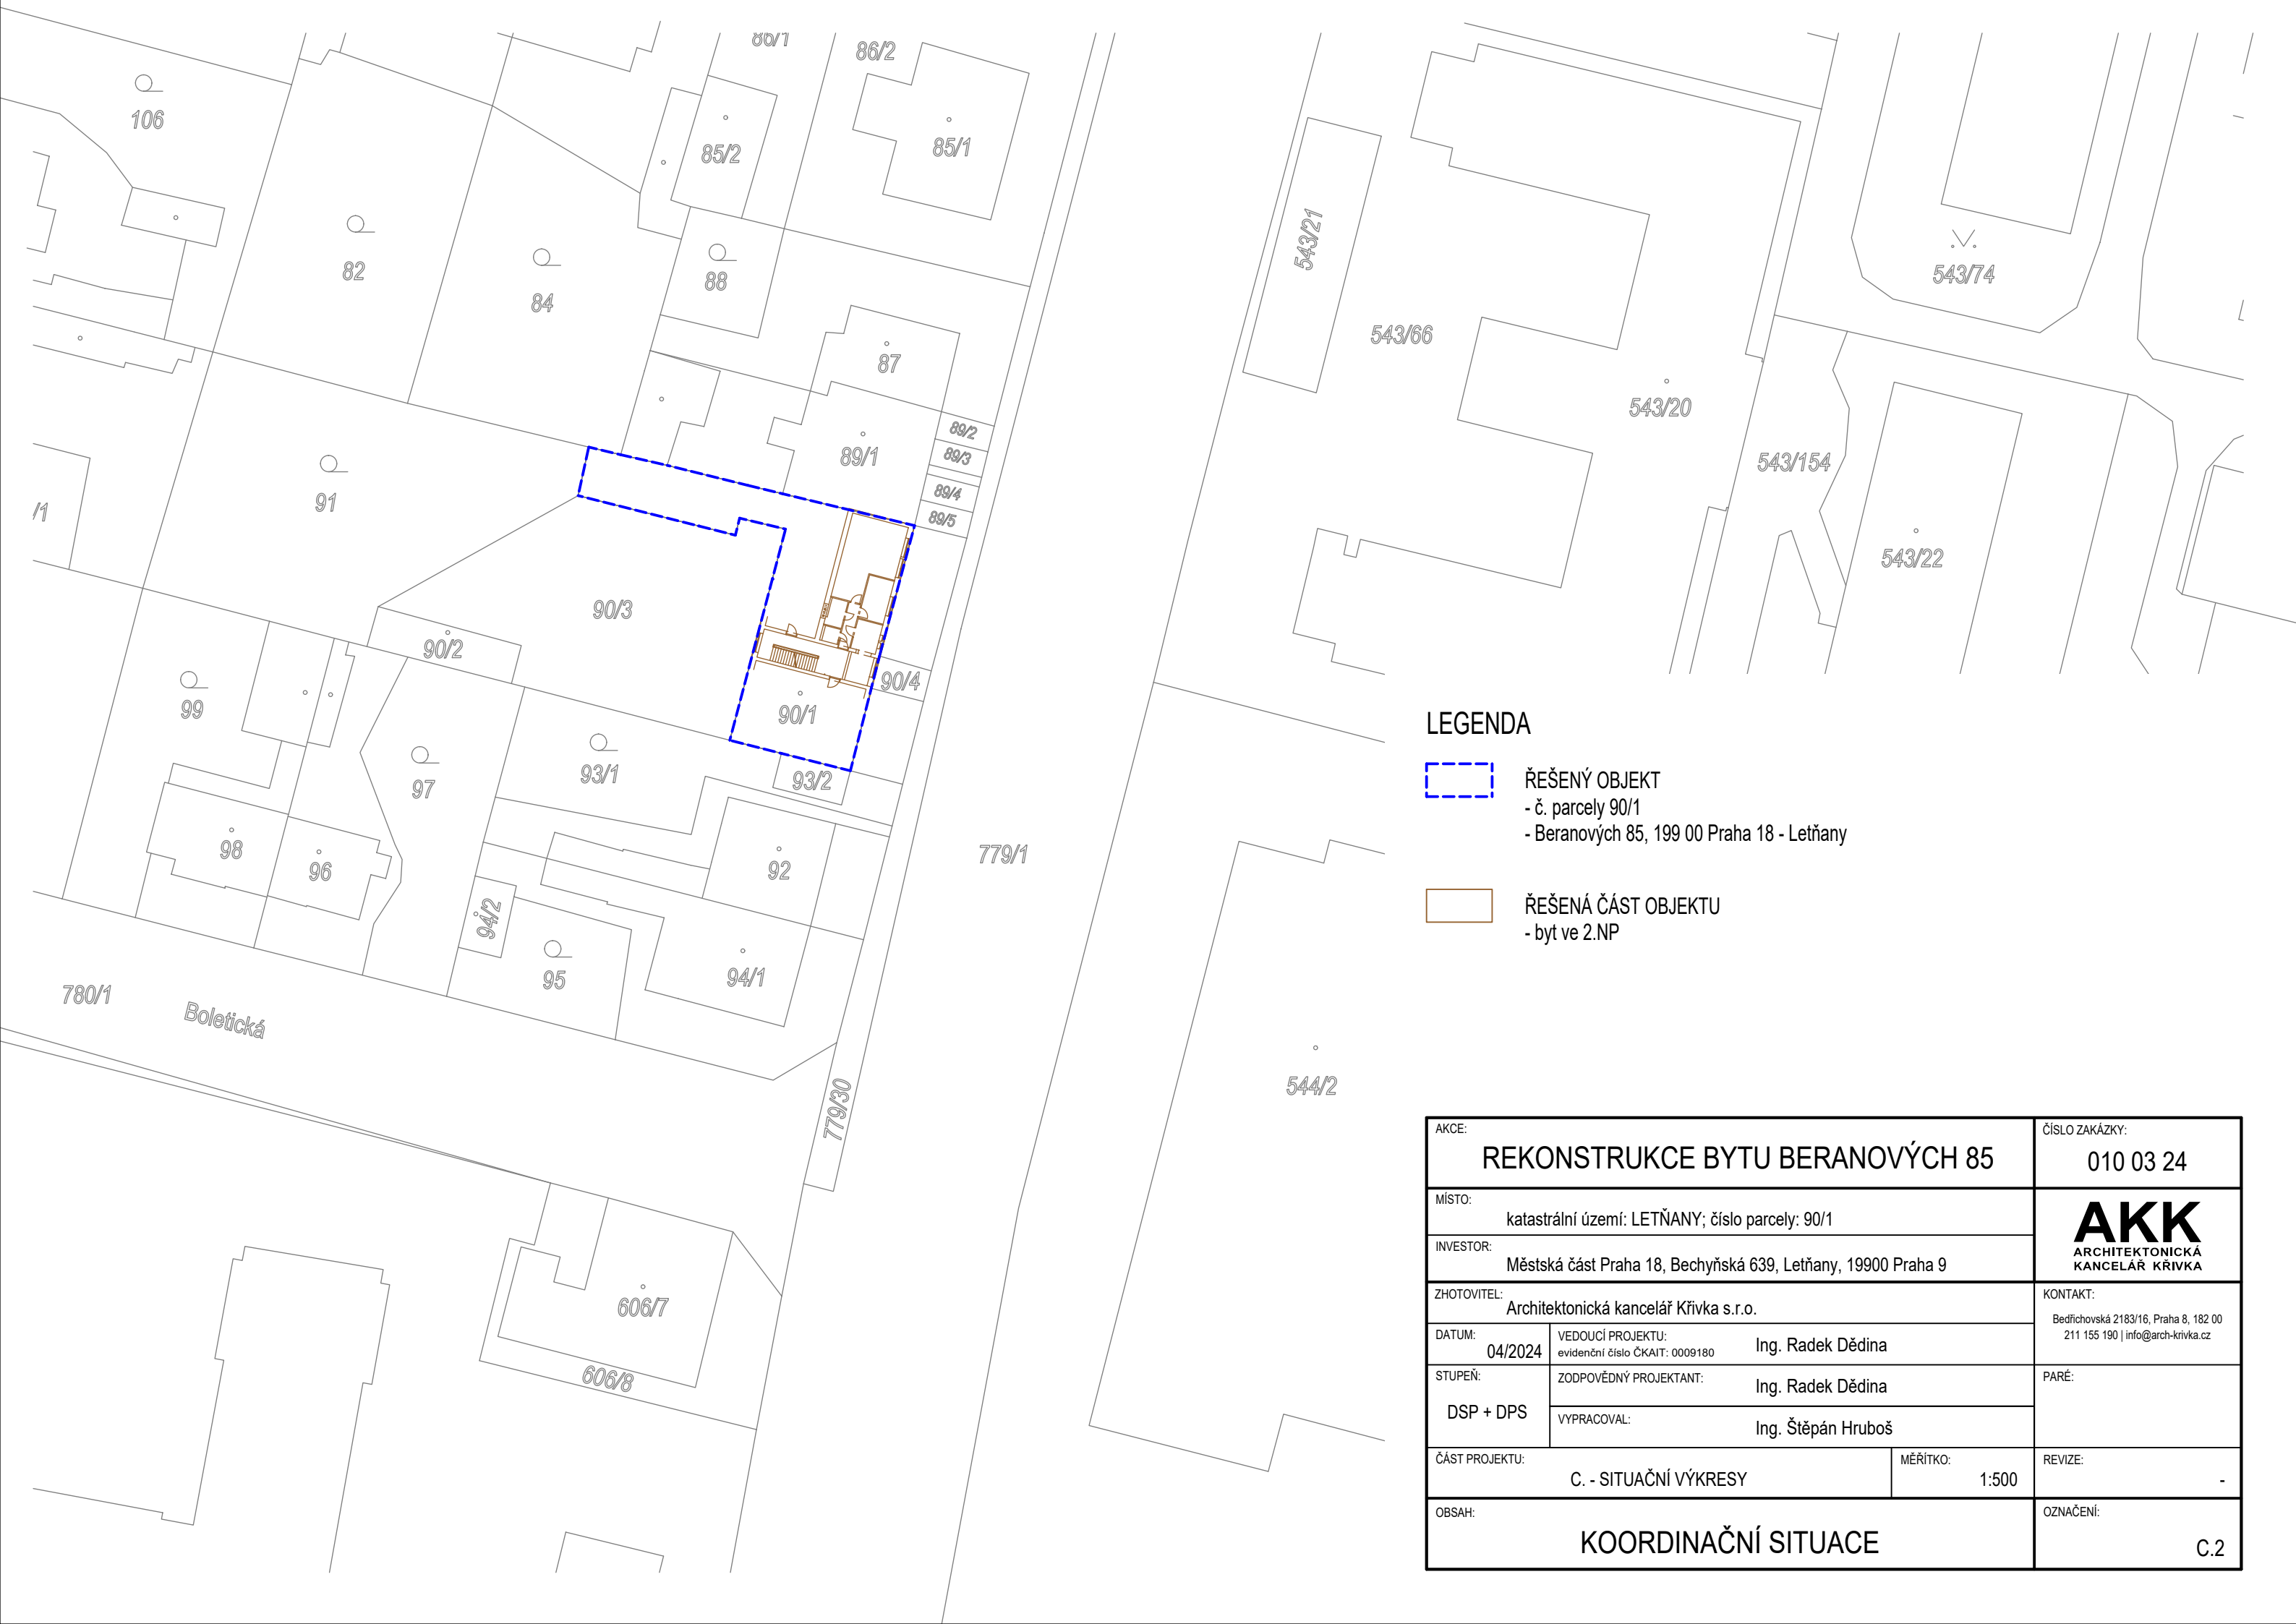 86/1
86/2
106
85/2
85/1
543/21
82
84
88
543/74
87
543/66
89/2
543/20
89/1
89/3
543/154
91
89/4
/1
89/5
543/22
90/3
90/2
90/4
99
90/1
93/1
93/2
97
98
96
92
779/1
94/2
95
94/1
780/1
Boletická
779/30
544/2
606/7
606/8
LEGENDA
ŘEŠENÝ OBJEKT
- č. parcely 90/1
- Beranových 85, 199 00 Praha 18 - Letňany
ŘEŠENÁ ČÁST OBJEKTU
- byt ve 2.NP
AKCE:
REKONSTRUKCE BYTU BERANOVÝCH 85
ČÍSLO ZAKÁZKY:
010 03 24
MÍSTO:
katastrální území: LETŇANY; číslo parcely: 90/1
AKK
ARCHITEKTONICKÁ
KANCELÁŘ KŘIVKA
INVESTOR:
Městská část Praha 18, Bechyňská 639, Letňany, 19900 Praha 9
ZHOTOVITEL:
Architektonická kancelář Křivka s.r.o.
KONTAKT:
Bedřichovská 2183/16, Praha 8, 182 00
211 155 190 | info@arch-krivka.cz
DATUM:
04/2024
VEDOUCÍ PROJEKTU:
evidenční číslo ČKAIT: 0009180
Ing. Radek Dědina
STUPEŇ:
DSP + DPS
ZODPOVĚDNÝ PROJEKTANT:
Ing. Radek Dědina
PARÉ:
VYPRACOVAL:
Ing. Štěpán Hruboš
ČÁST PROJEKTU:
C. - SITUAČNÍ VÝKRESY
MĚŘÍTKO:
1:500
REVIZE:
-
OBSAH:
KOORDINAČNÍ SITUACE
OZNAČENÍ:
C.2